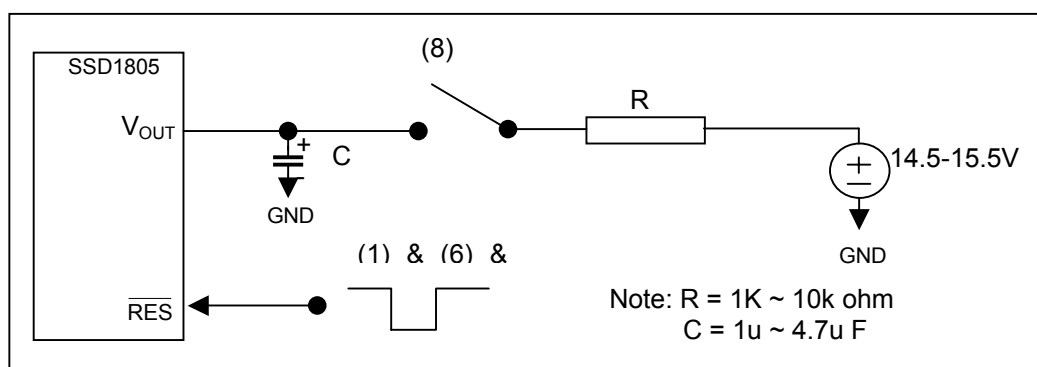 (8)
SSD1805
R
VOUT
+
C
14.5-15.5V
+
−
-
GND
GND
(1) & (6) &
RES
Note: R = 1K ~ 10k ohm
C = 1u ~ 4.7u F